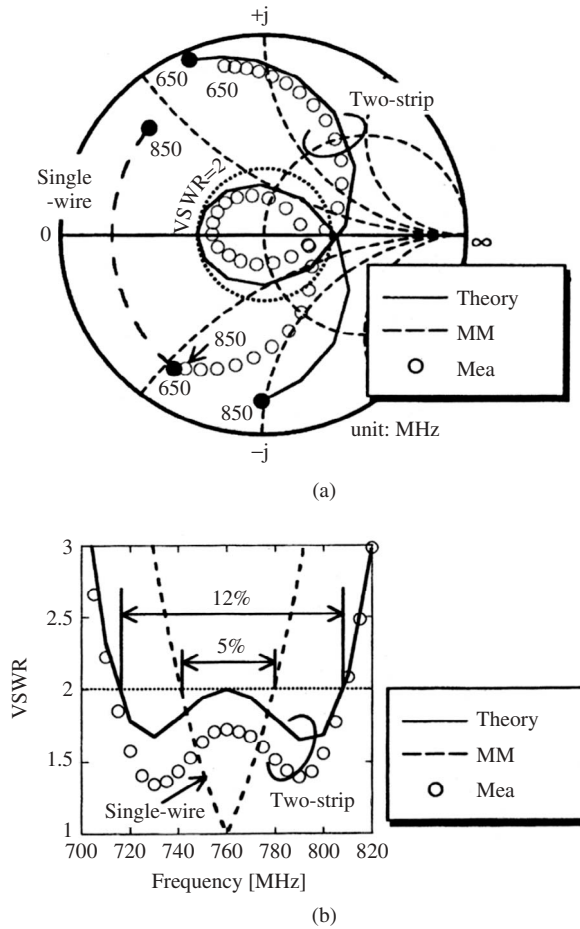 +j
650
650
Two-strip
850
VSWR=2
Single
-wire
0
∞
Theory
MM
Mea
850
650
850
unit: MHz
−j
(a)
3
2.5
2
1.5
1
VSWR
12%
5%
Single-wire
Two-strip
700 720 740 760 780 800 820
Frequency [MHz]
Theory
MM
Mea
(b)